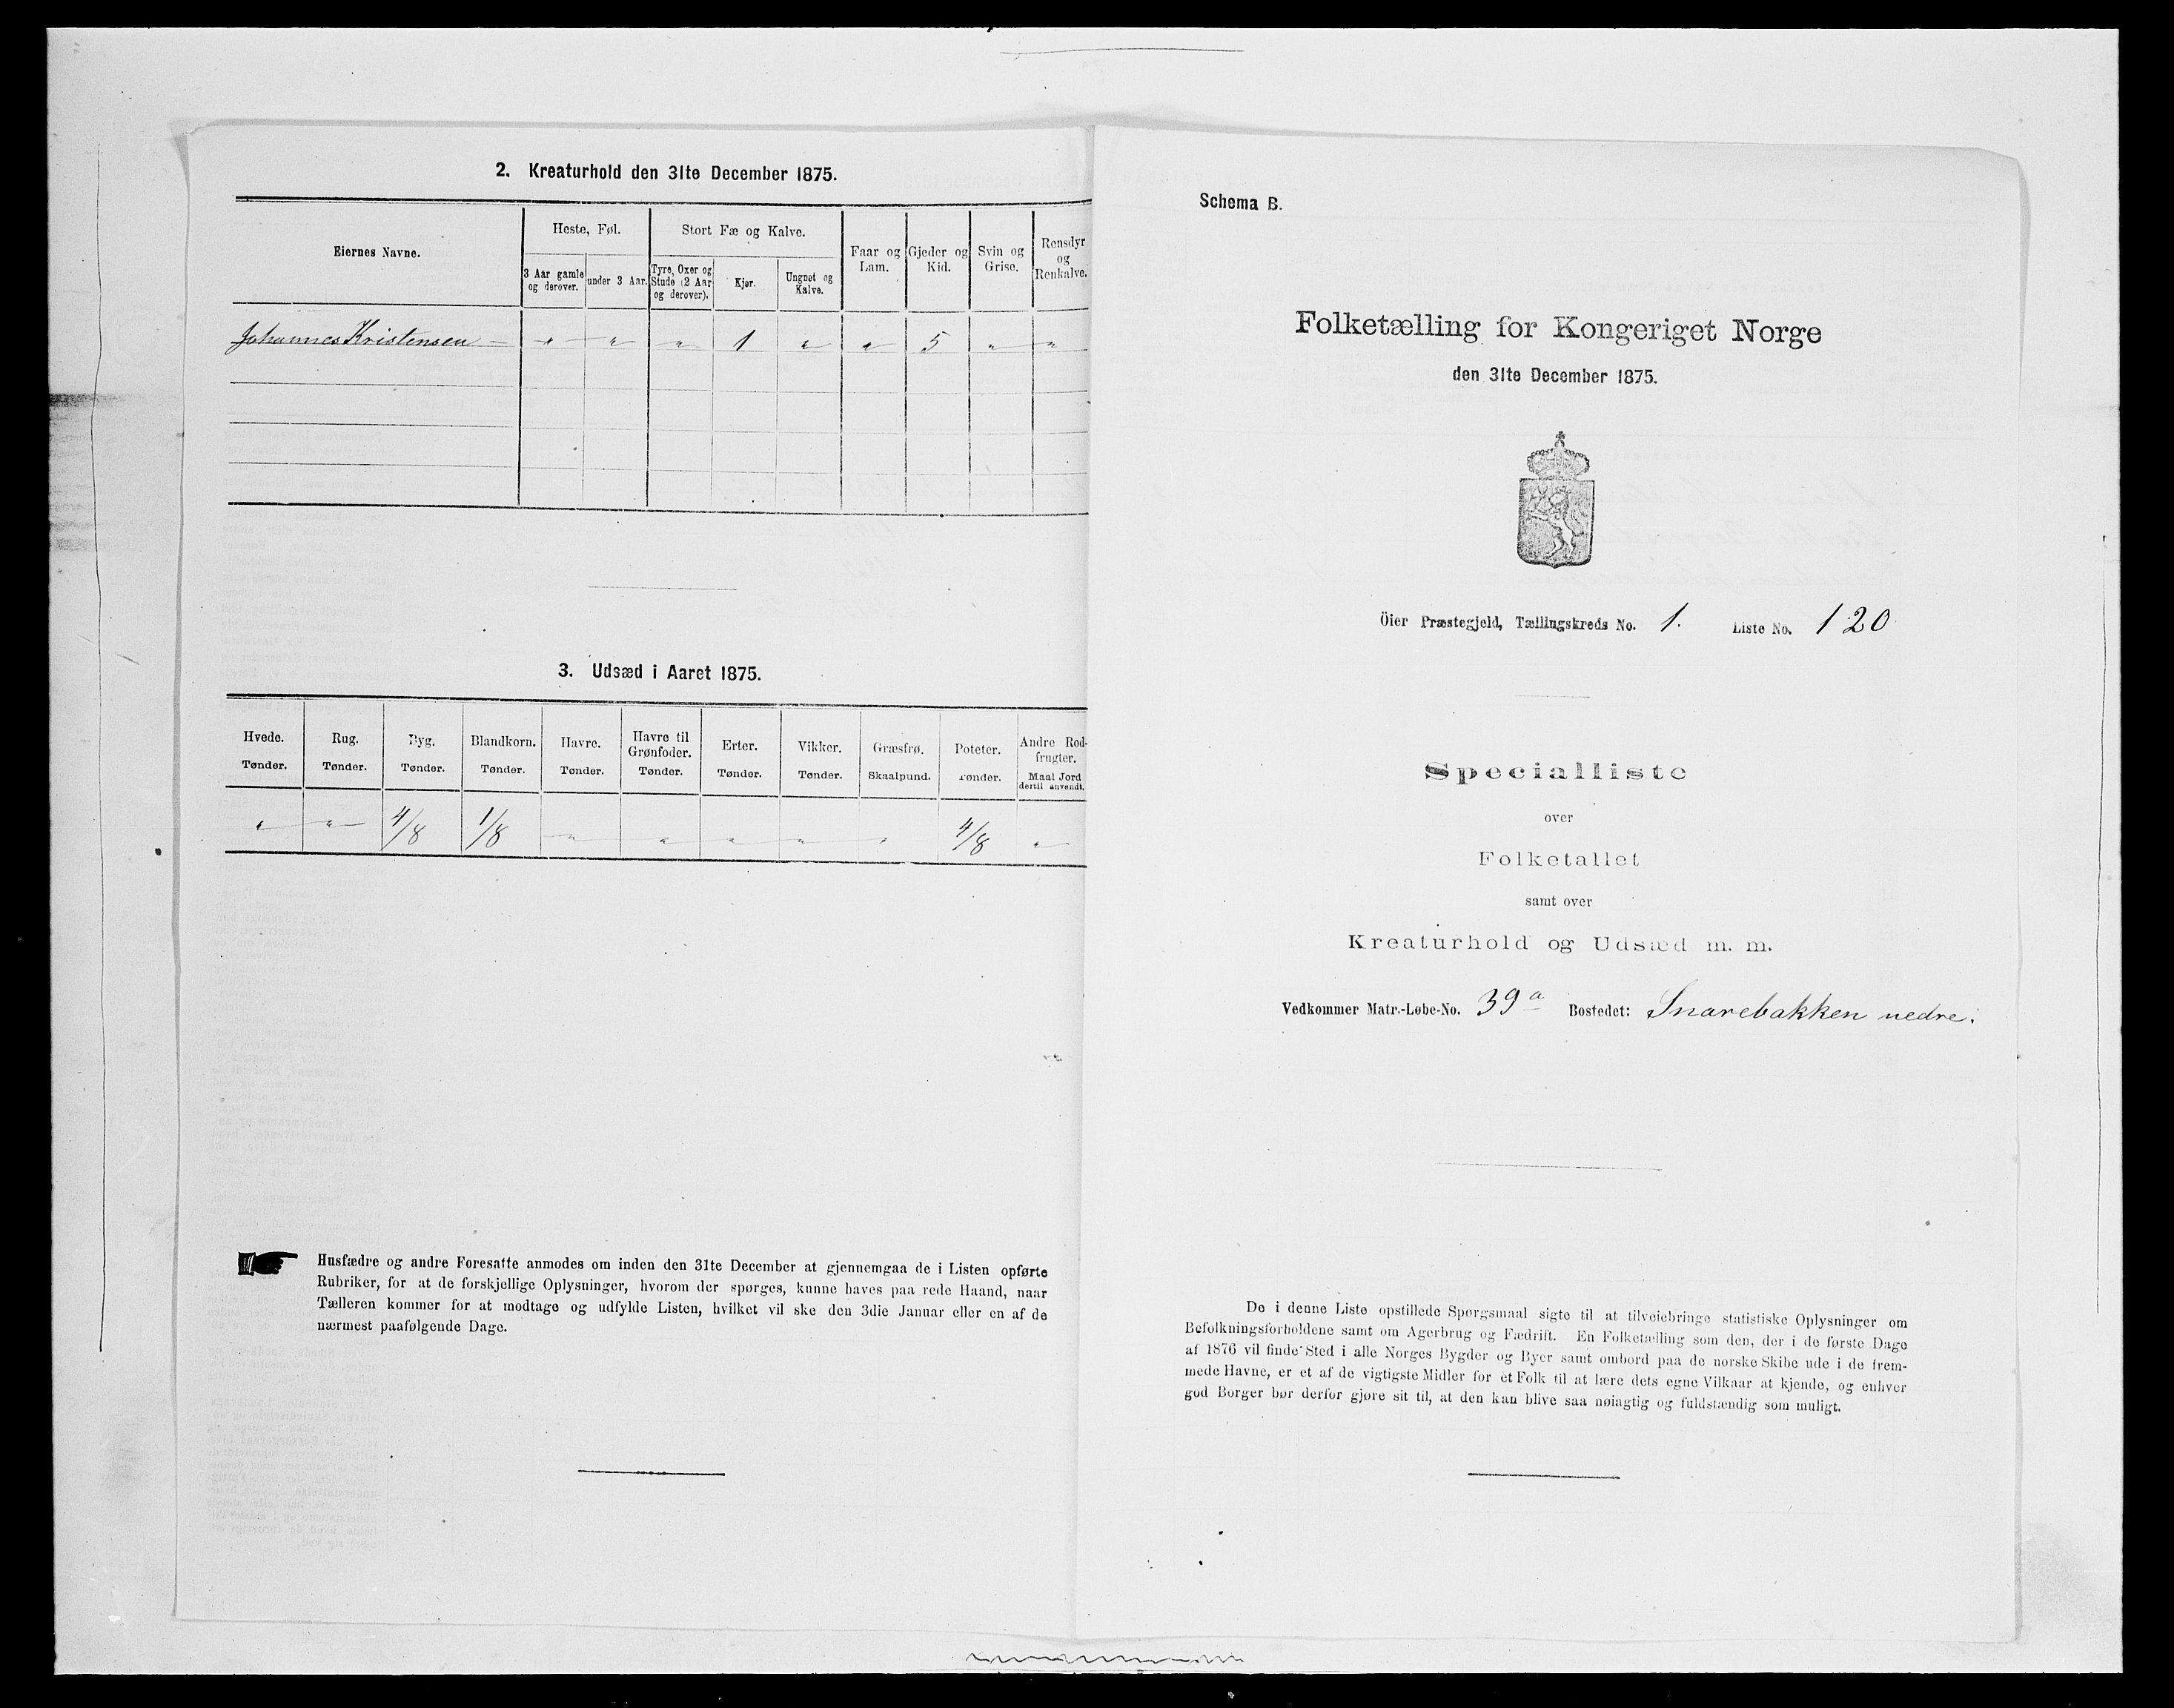 2. Kreaturhold den 31te December 1875.
Eiernes Navne.
Heste, Føl.
Stort Fæ og Kalve.
Faar og Lam.
Gjeder og Kid.
Svin og Grise.
Rensdyr og Renkalve.
3 Aar gamle og derover.
under 3 Aar.
Tyre, Oxer og Stude (2 Aar og derover).
Kjør.
Ungnøt og Kalve.
Johannes Kristensen - " " " 1 " " 5 " "
3. Udsæd i Aaret 1875.
Hvede. Rug. Byg. Blandkorn. Havre. Havre til Grønfoder. Erter. Vikker. Græsfrø. Poteter. Andre Rodfrugter.
Tønder. Tønder. Tønder. Tønder. Tønder. Tønder. Tønder. Tønder. Skaalpund. Tønder. Maal Jord dertil anvendt.
" " 4/8 1/8 " " " " " 4/8 "
Husfædre og andre Foresatte anmodes om inden den 31te December at gjennemgaa de i Listen opførte
Rubriker, for at de forskjellige Oplysninger, hvorom der spørges, kunne haves paa rede Haand, naar
Tælleren kommer for at modtage og udfylde Listen, hvilket vil ske den 3die Januar eller en af de
nærmest paafølgende Dage.
Schema B.
Folketælling for Kongeriget Norge
den 31te December 1875.
Öier Præstegjeld, Tællingskreds No. 1. Liste No. 120
Specialliste
over
Folketallet
samt over
Kreaturhold og Udsæd m. m.
Vedkommer Matr.-Løbe-No. 39a Bostedet: Snarebakken nedre.
De i denne Liste opstillede Spørgsmaal sigte til at tilveiebringe statistiske Oplysninger om
Befolkningsforholdene samt om Agerbrug og Fædrift. En Folketælling som den, der i de første Dage
af 1876 vil finde Sted i alle Norges Bygder og Byer samt ombord paa de norske Skibe ude i de frem-
mede Havne, er et af de vigtigste Midler for et Folk til at lære dets egne Vilkaar at kjende, og enhver
god Borger bør derfor gjøre sit til, at den kan blive saa nøiagtig og fuldstændig som muligt.